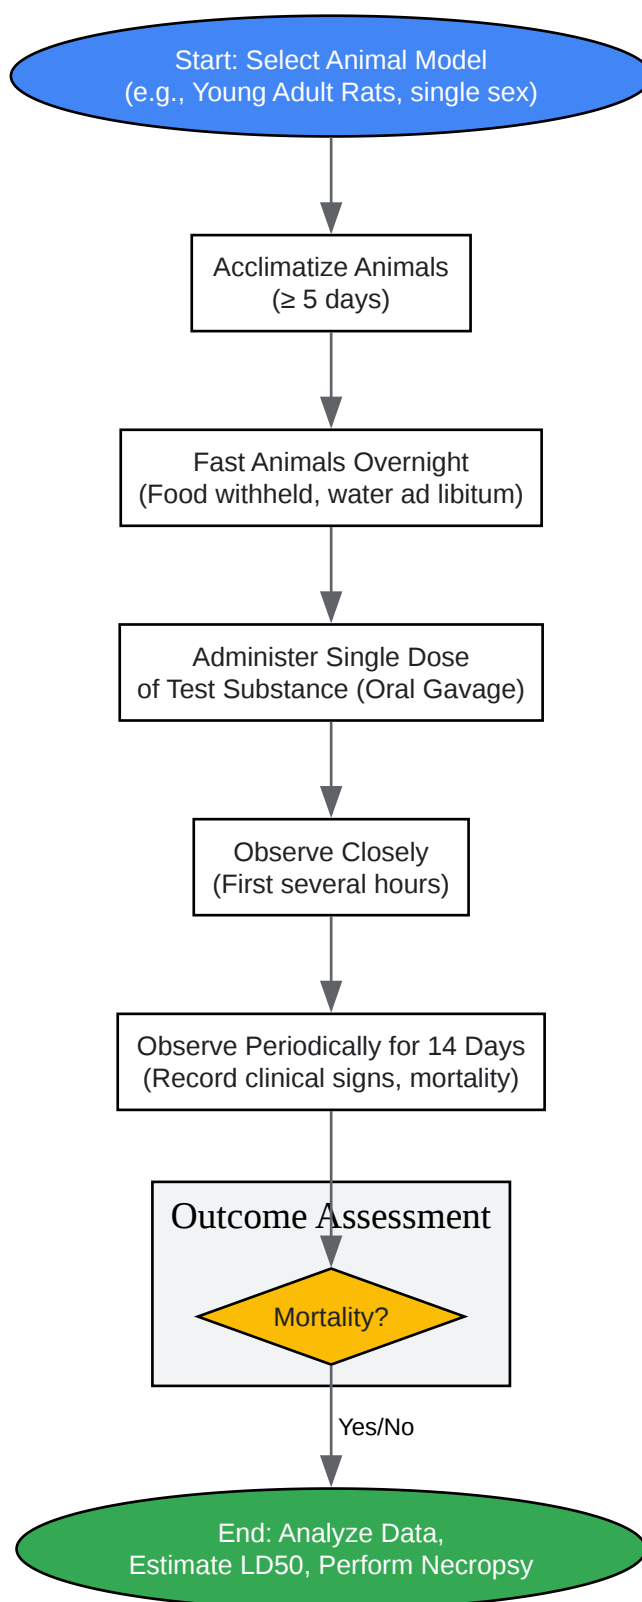 Start: Select Animal Model
(e.g., Young Adult Rats, single sex)
Acclimatize Animals
(≥ 5 days)
Fast Animals Overnight
(Food withheld, water ad libitum)
Administer Single Dose
of Test Substance (Oral Gavage)
Observe Closely
(First several hours)
Observe Periodically for 14 Days
(Record clinical signs, mortality)
Outcome Assessment
Mortality?
Yes/No
End: Analyze Data,
Estimate LD50, Perform Necropsy